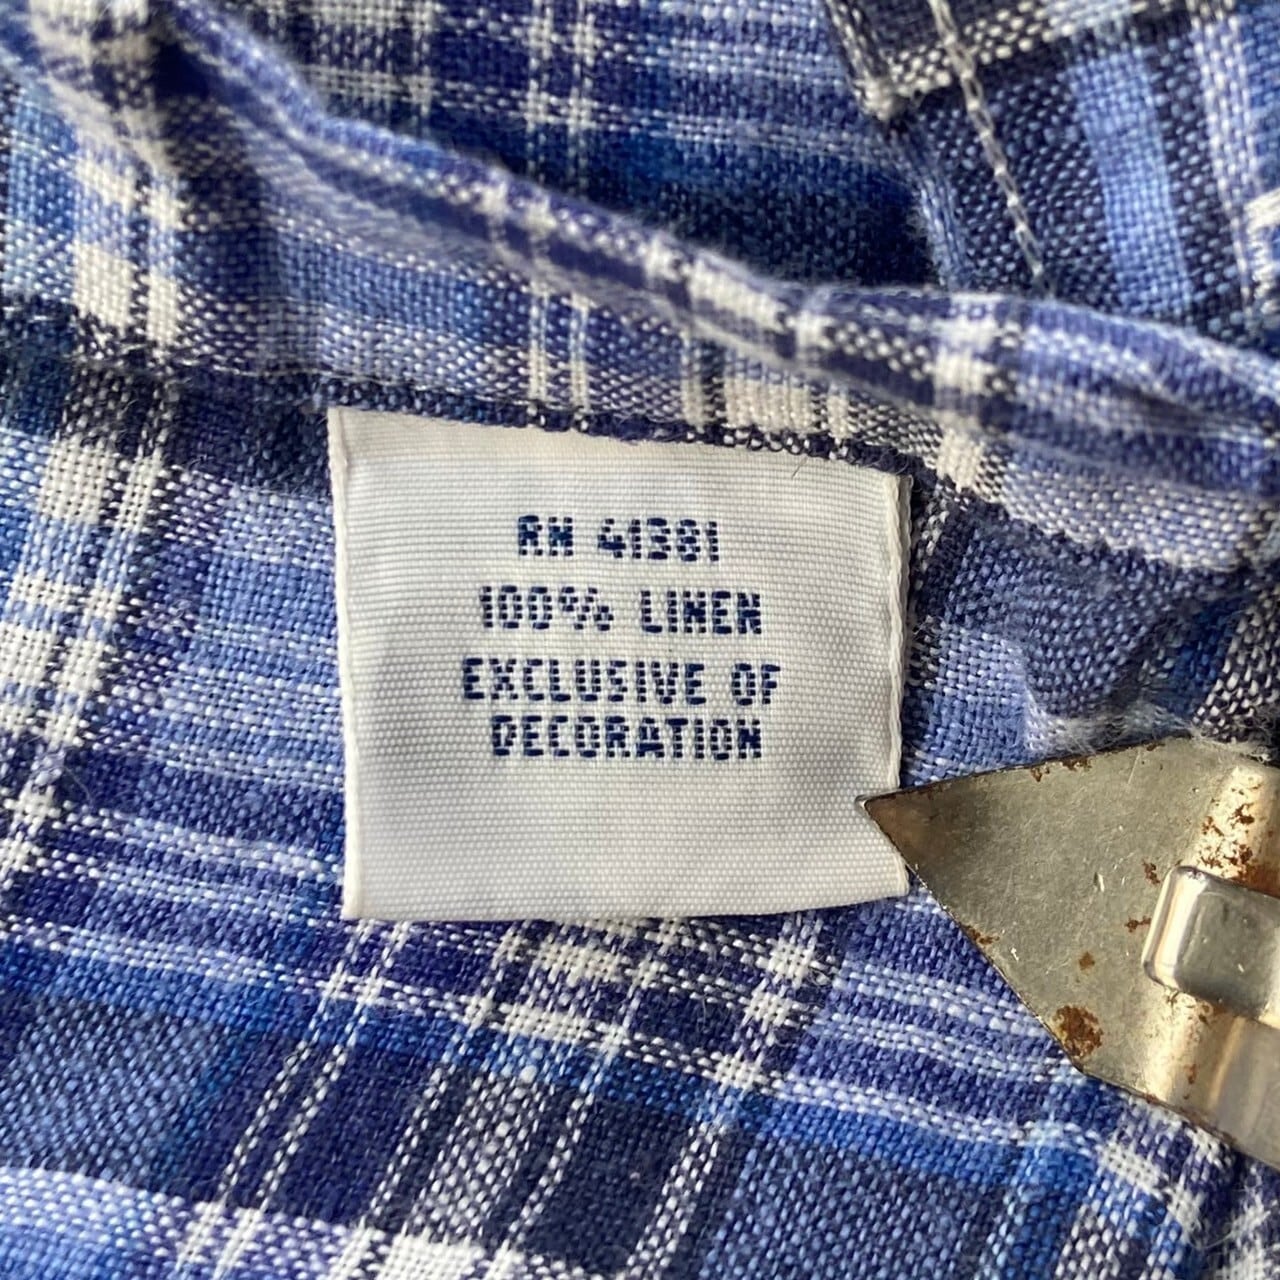 RN 41381
100% LINEN
EXCLUSIVE OF
DECORATION